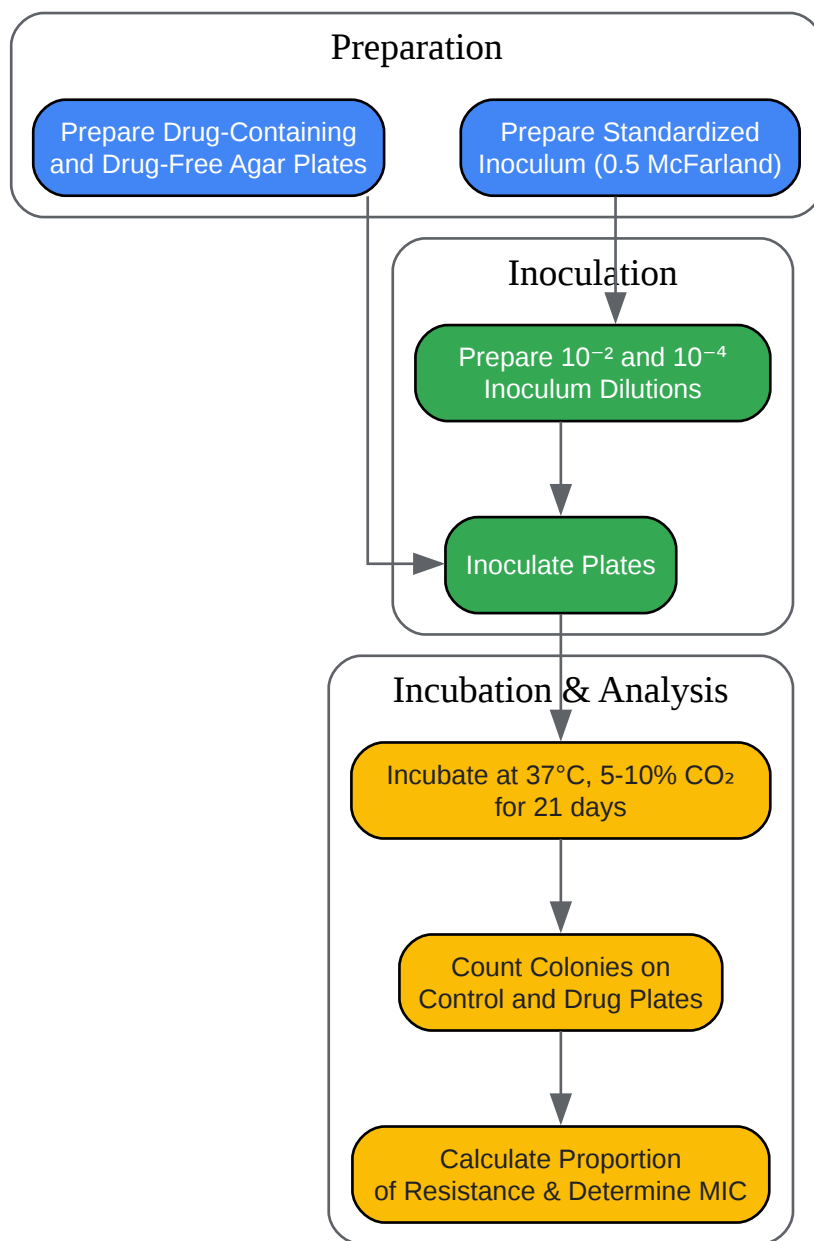 Preparation
Prepare Drug-Containing
and Drug-Free Agar Plates
Prepare Standardized
Inoculum (0.5 McFarland)
Inoculation
Prepare 10⁻² and 10⁻⁴
Inoculum Dilutions
Inoculate Plates
Incubation & Analysis
Incubate at 37°C, 5-10% CO₂
for 21 days
Count Colonies on
Control and Drug Plates
Calculate Proportion
of Resistance & Determine MIC